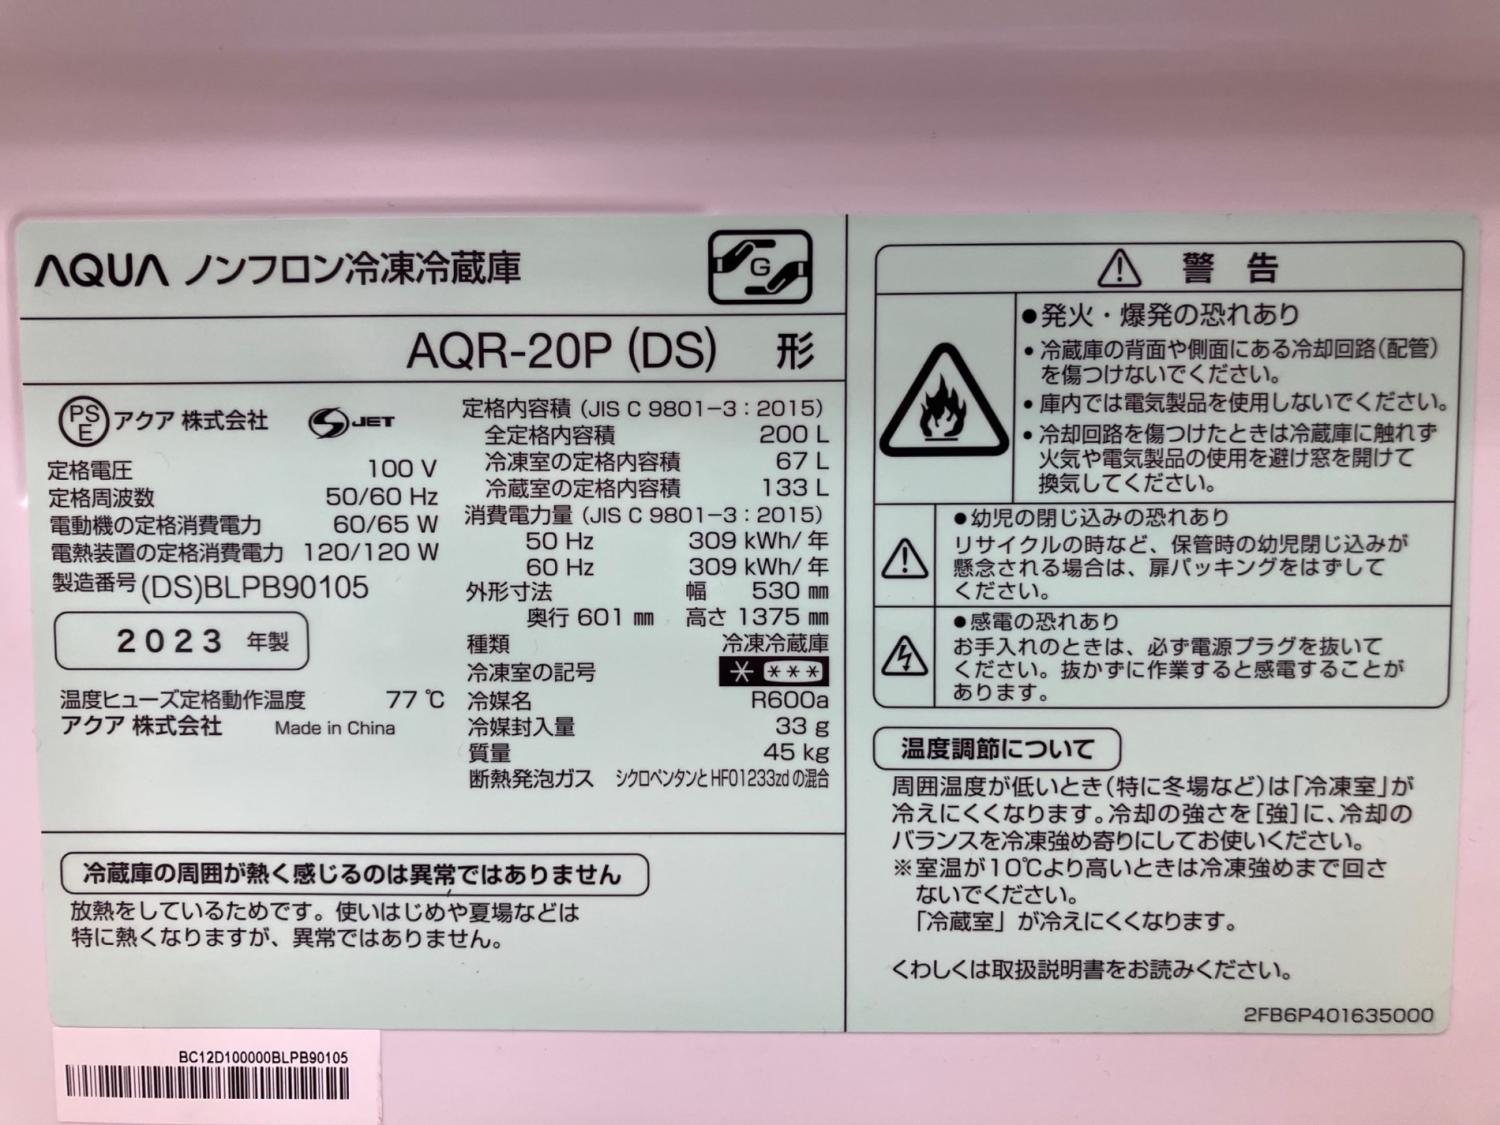 AQUA ノンフロン冷凍冷蔵庫
G
AQR-20P (DS) 形
PS E アクア 株式会社 S JET
定格電圧 100 V
定格周波数 50/60 Hz
電動機の定格消費電力 60/65 W
電熱装置の定格消費電力 120/120 W
製造番号 (DS)BLPB90105
2023 年製
温度ヒューズ定格動作温度 77 ℃
アクア 株式会社 Made in China
定格内容積 (JIS C 9801-3:2015)
全定格内容積 200 L
冷凍室の定格内容積 67 L
冷蔵室の定格内容積 133 L
消費電力量 (JIS C 9801-3:2015)
50 Hz 309 kWh/年
60 Hz 309 kWh/年
外形寸法 幅 530 ㎜
奥行 601 ㎜ 高さ 1375 ㎜
種類 冷凍冷蔵庫
冷凍室の記号 * ***
冷媒名 R600a
冷媒封入量 33 g
質量 45 kg
断熱発泡ガス シクロペンタンとHFO1233zdの混合
冷蔵庫の周囲が熱く感じるのは異常ではありません
放熱をしているためです。使いはじめや夏場などは
特に熱くなりますが、異常ではありません。
警告
●発火・爆発の恐れあり
・冷蔵庫の背面や側面にある冷却回路(配管)
を傷つけないでください。
・庫内では電気製品を使用しないでください。
・冷却回路を傷つけたときは冷蔵庫に触れず
火気や電気製品の使用を避け窓を開けて
換気してください。
●幼児の閉じ込みの恐れあり
リサイクルの時など、保管時の幼児閉じ込みが
懸念される場合は、扉パッキングをはずして
ください。
●感電の恐れあり
お手入れのときは、必ず電源プラグを抜いて
ください。抜かずに作業すると感電することが
あります。
温度調節について
周囲温度が低いとき(特に冬場など)は「冷凍室」が
冷えにくくなります。冷却の強さを[強]に、冷却の
バランスを冷凍強め寄りにしてお使いください。
※室温が10℃より高いときは冷凍強めまで回さ
ないでください。
「冷蔵室」が冷えにくくなります。
くわしくは取扱説明書をお読みください。
2FB6P401635000
BC12D100000BLPB90105